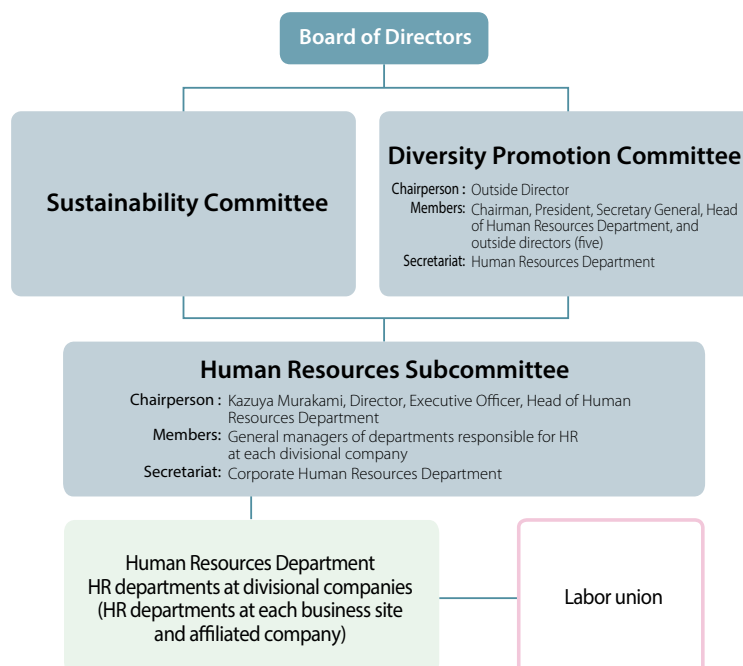 Board of Directors
Sustainability Committee
Diversity Promotion Committee
Chairperson : Outside Director
Members: Chairman, President, Secretary General, Head
of Human Resources Department, and
outside directors (five)
Secretariat: Human Resources Department
Human Resources Subcommittee
Chairperson : Kazuya Murakami, Director, Executive Officer, Head of Human
Resources Department
Members: General managers of departments responsible for HR
at each divisional company
Secretariat: Corporate Human Resources Department
Human Resources Department
HR departments at divisional companies
(HR departments at each business site
and affiliated company)
Labor union